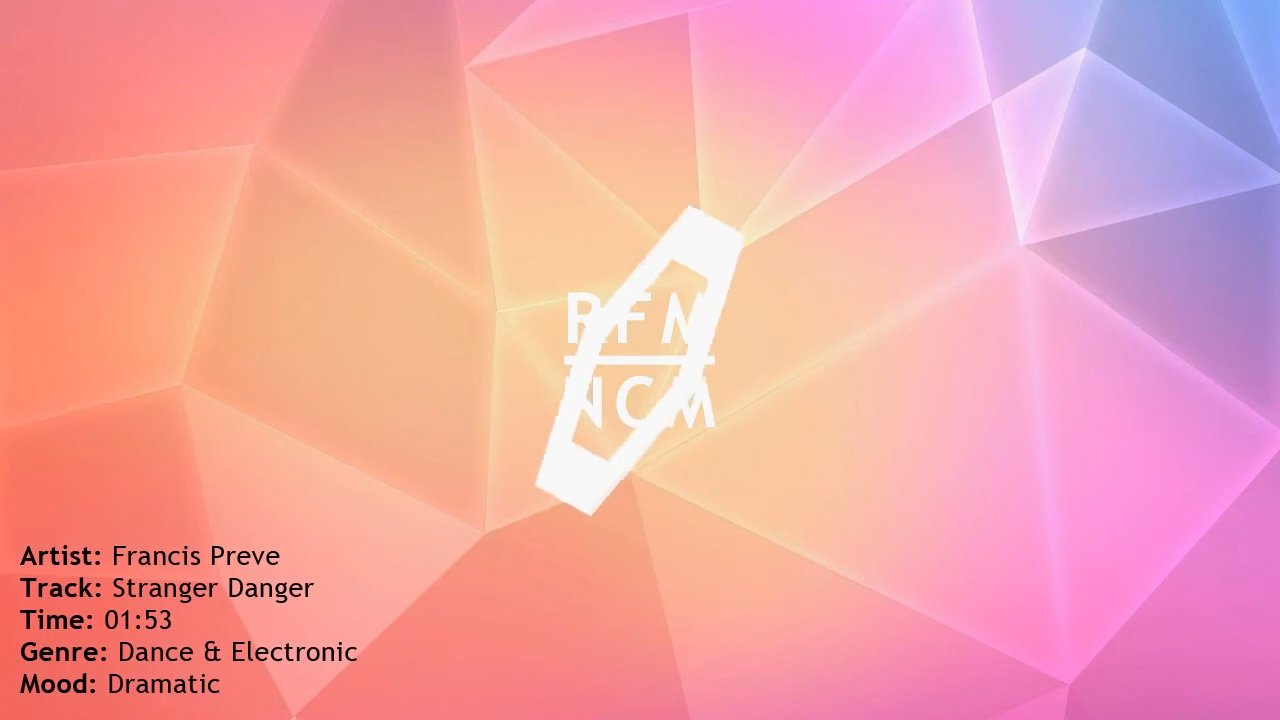 RFM
NCM
Artist: Francis Preve
Track: Stranger Danger
Time: 01:53
Genre: Dance & Electronic
Mood: Dramatic